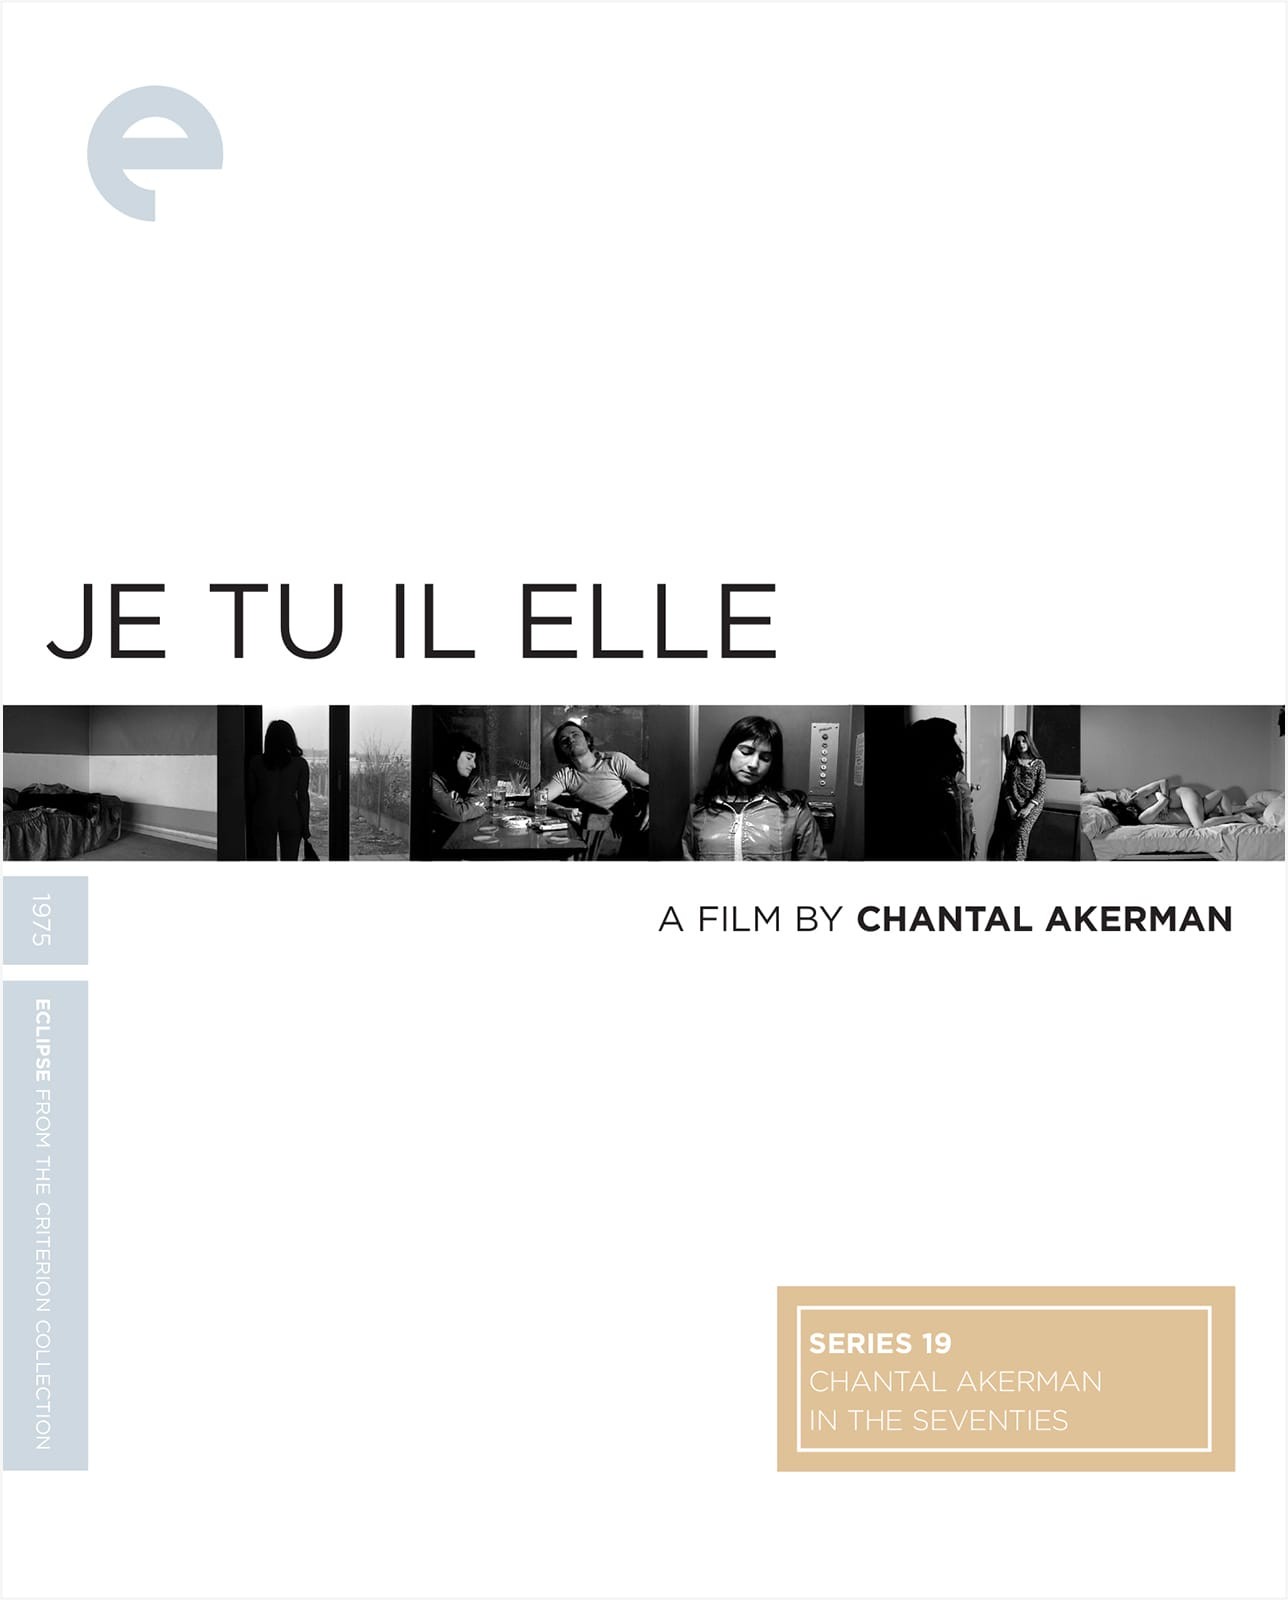 e
JE TU IL ELLE
A FILM BY CHANTAL AKERMAN
1975
ECLIPSE FROM THE CRITERION COLLECTION
SERIES 19
CHANTAL AKERMAN
IN THE SEVENTIES